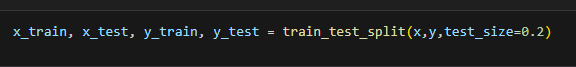 x_train, x_test, y_train, y_test = train_test_split(x,y,test_size=0.2)